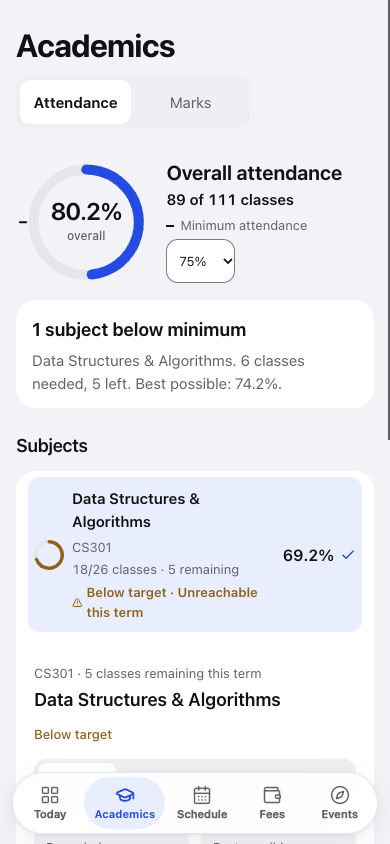 Academics
Attendance
Marks
80.2%
overall
Overall attendance
89 of 111 classes
Minimum attendance
75%
1 subject below minimum
Data Structures & Algorithms. 6 classes
needed, 5 left. Best possible: 74.2%.
Subjects
Data Structures &
Algorithms
CS301
18/26 classes · 5 remaining
Below target · Unreachable
this term
69.2%
CS301 · 5 classes remaining this term
Data Structures & Algorithms
Below target
Today
Academics
Schedule
Fees
Events